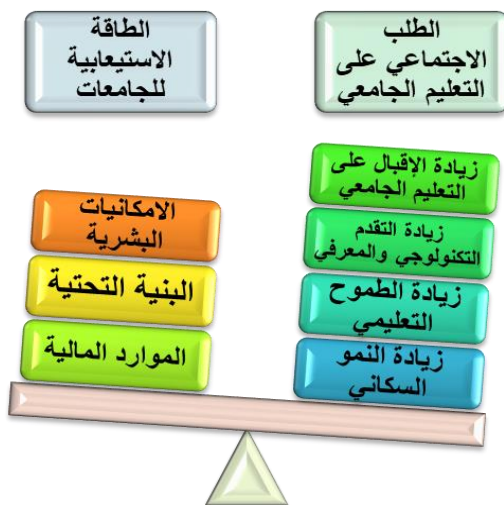 الطلب
الاجتماعي على
التعليم الجامعي
الطاقة
الاستيعابية
للجامعات
زيادة الإقبال على
التعليم الجامعي
زيادة التقدم
التكنولوجي والمعرفي
زيادة الطموح
التعليمي
زيادة النمو
السكاني
الامكانيات
البشرية
البنية التحتية
الموارد المالية